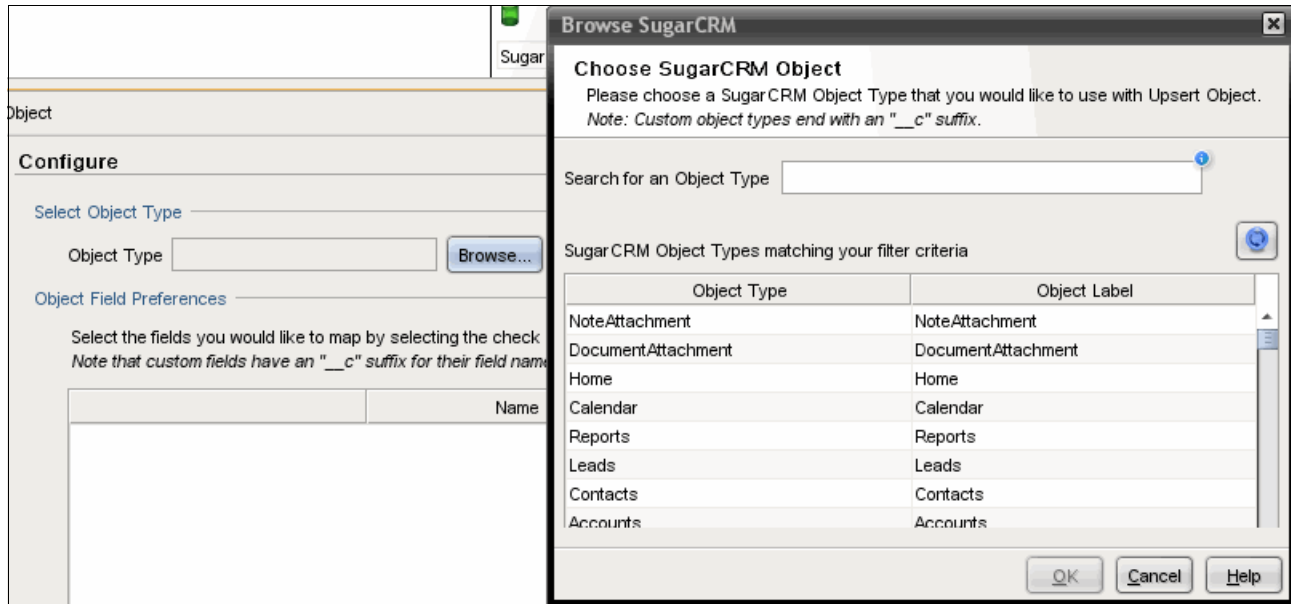 Sugar
Object
Configure
Select Object Type
Object Type
Browse...
Object Field Preferences
Select the fields you would like to map by selecting the check
Note that custom fields have an "__c" suffix for their field name
Name
Browse SugarCRM
Choose SugarCRM Object
Please choose a SugarCRM Object Type that you would like to use with Upsert Object.
Note: Custom object types end with an "__c" suffix.
Search for an Object Type
SugarCRM Object Types matching your filter criteria
Object Type Object Label
NoteAttachment NoteAttachment
DocumentAttachment DocumentAttachment
Home Home
Calendar Calendar
Reports Reports
Leads Leads
Contacts Contacts
Accounts Accounts
OK Cancel Help